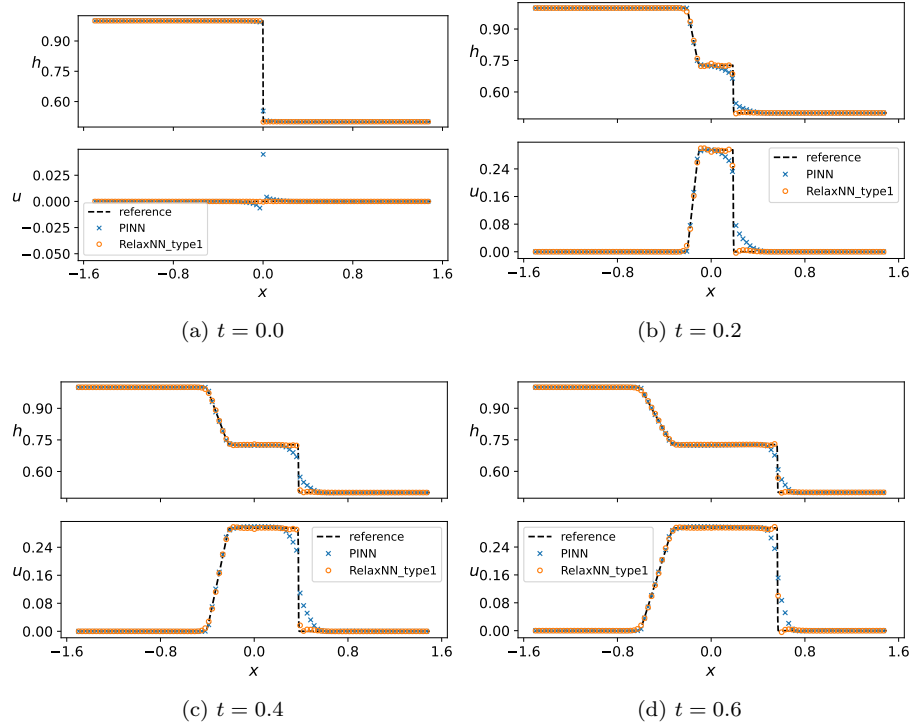 0.90
h
0.75
0.60
0.025
u
0.000
−0.025
−0.050
reference
PINN
RelaxNN_type1
−1.6 −0.8 0.0 0.8 1.6
x
(a) t = 0.0
0.90
h
0.75
0.60
0.24
u
0.16
0.08
0.00
reference
PINN
RelaxNN_type1
−1.6 −0.8 0.0 0.8 1.6
x
(b) t = 0.2
0.90
h
0.75
0.60
0.24
u
0.16
0.08
0.00
reference
PINN
RelaxNN_type1
−1.6 −0.8 0.0 0.8 1.6
x
(c) t = 0.4
0.90
h
0.75
0.60
0.24
u
0.16
0.08
0.00
reference
PINN
RelaxNN_type1
−1.6 −0.8 0.0 0.8 1.6
x
(d) t = 0.6